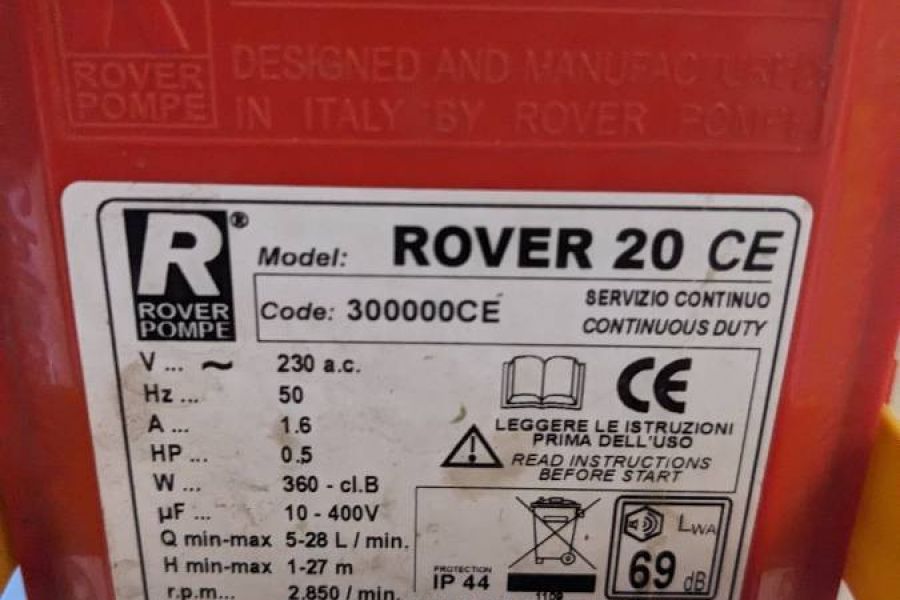 ROVER
POMPE
DESIGNED AND MANUFACTURED
IN ITALY BY ROVER POMPE
R®
ROVER
POMPE
Model: ROVER 20 CE
Code: 300000CE
SERVIZIO CONTINUO
CONTINUOUS DUTY
V ... ~ 230 a.c.
Hz ... 50
A ... 1.6
HP ... 0.5
W ... 360 - cl.B
µF ... 10 - 400V
Q min-max 5-28 L / min.
H min-max 1-27 m
r.p.m... 2.850 / min.
CE
LEGGERE LE ISTRUZIONI
PRIMA DELL'USO
READ INSTRUCTIONS
BEFORE START
PROTECTION
IP 44
1109
LWA
69 dB